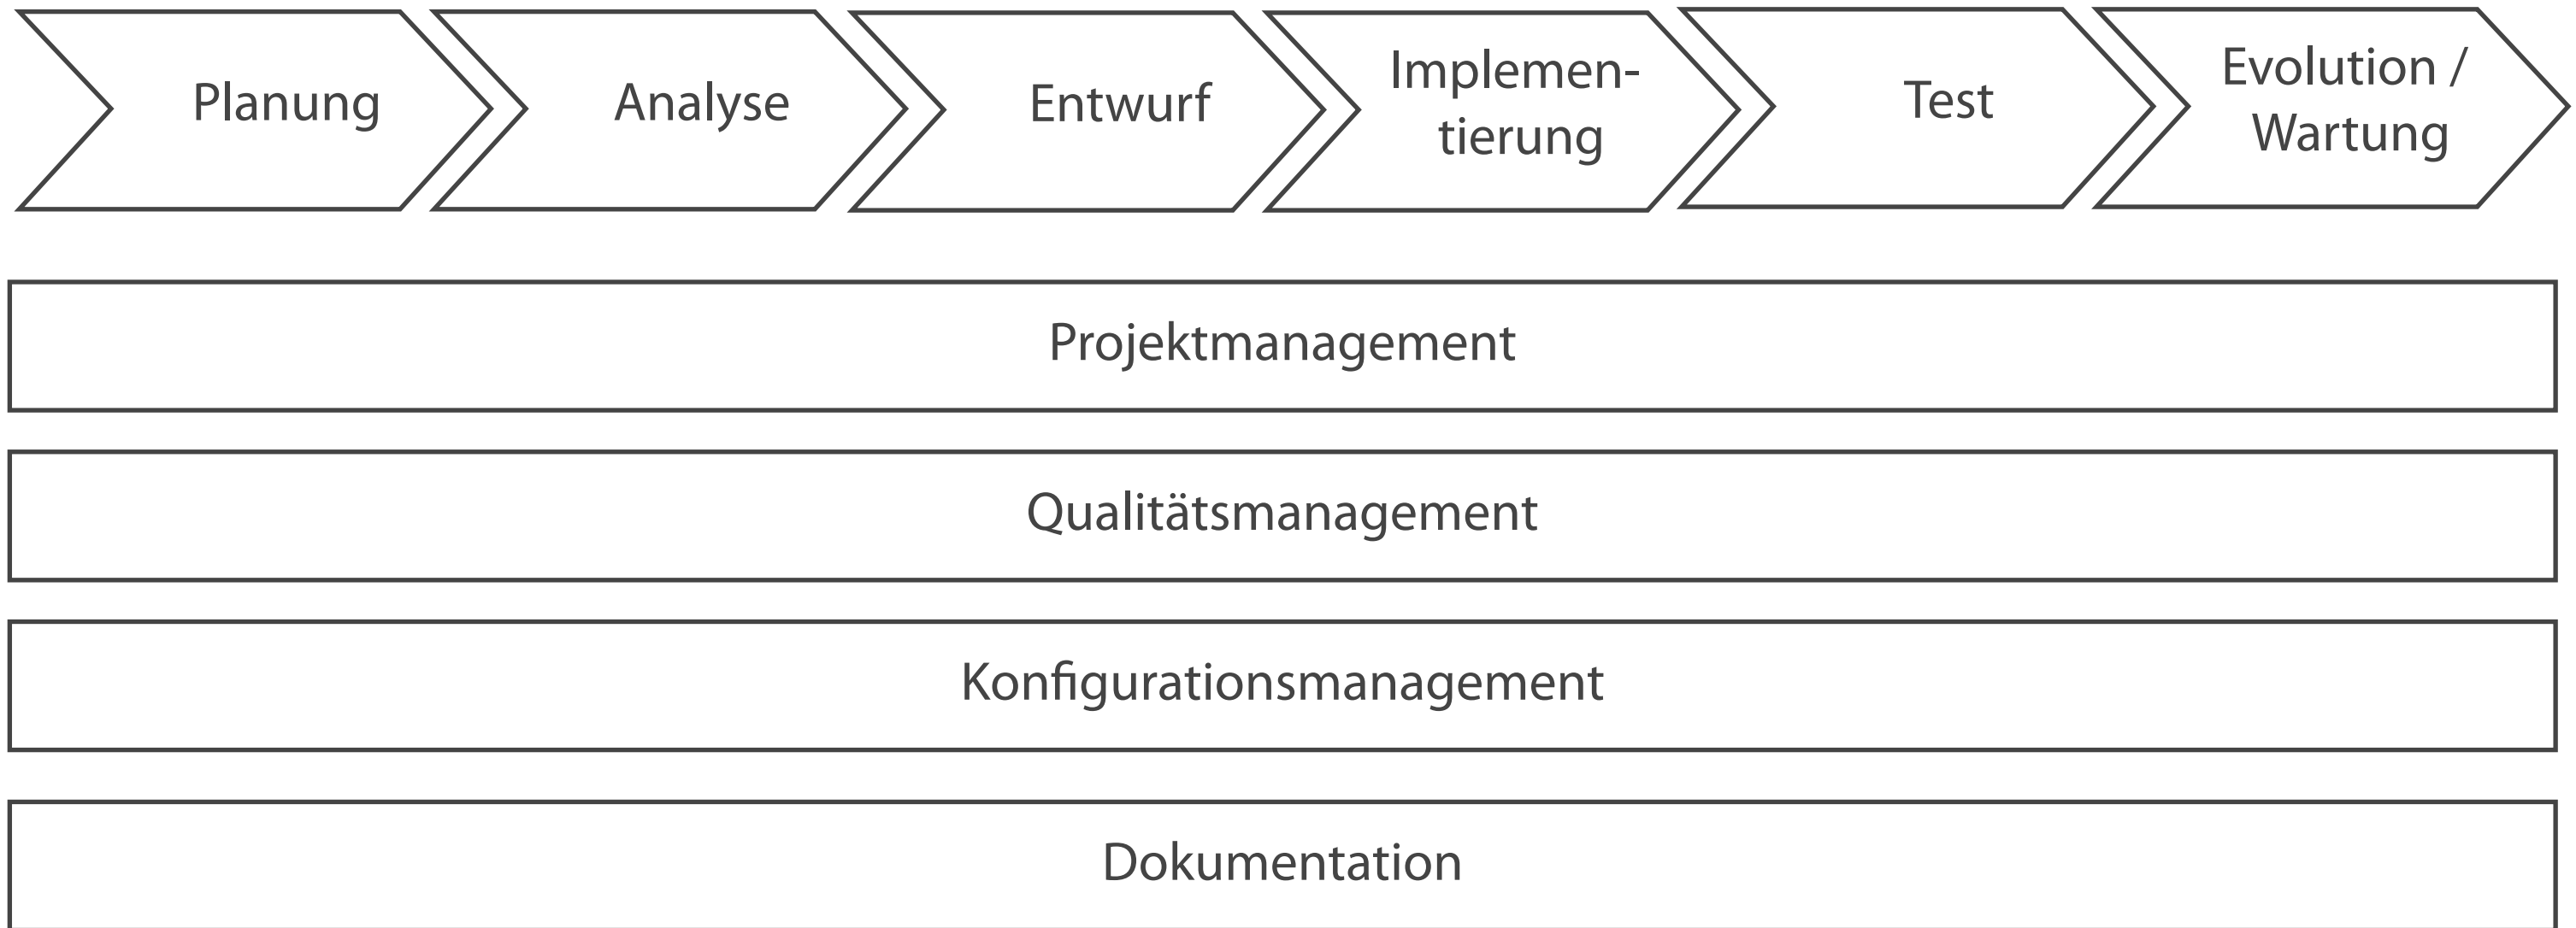 Planung
Analyse
Entwurf
Implemen-
tierung
Test
Evolution /
Wartung
Projektmanagement
Qualitätsmanagement
Konfigurationsmanagement
Dokumentation